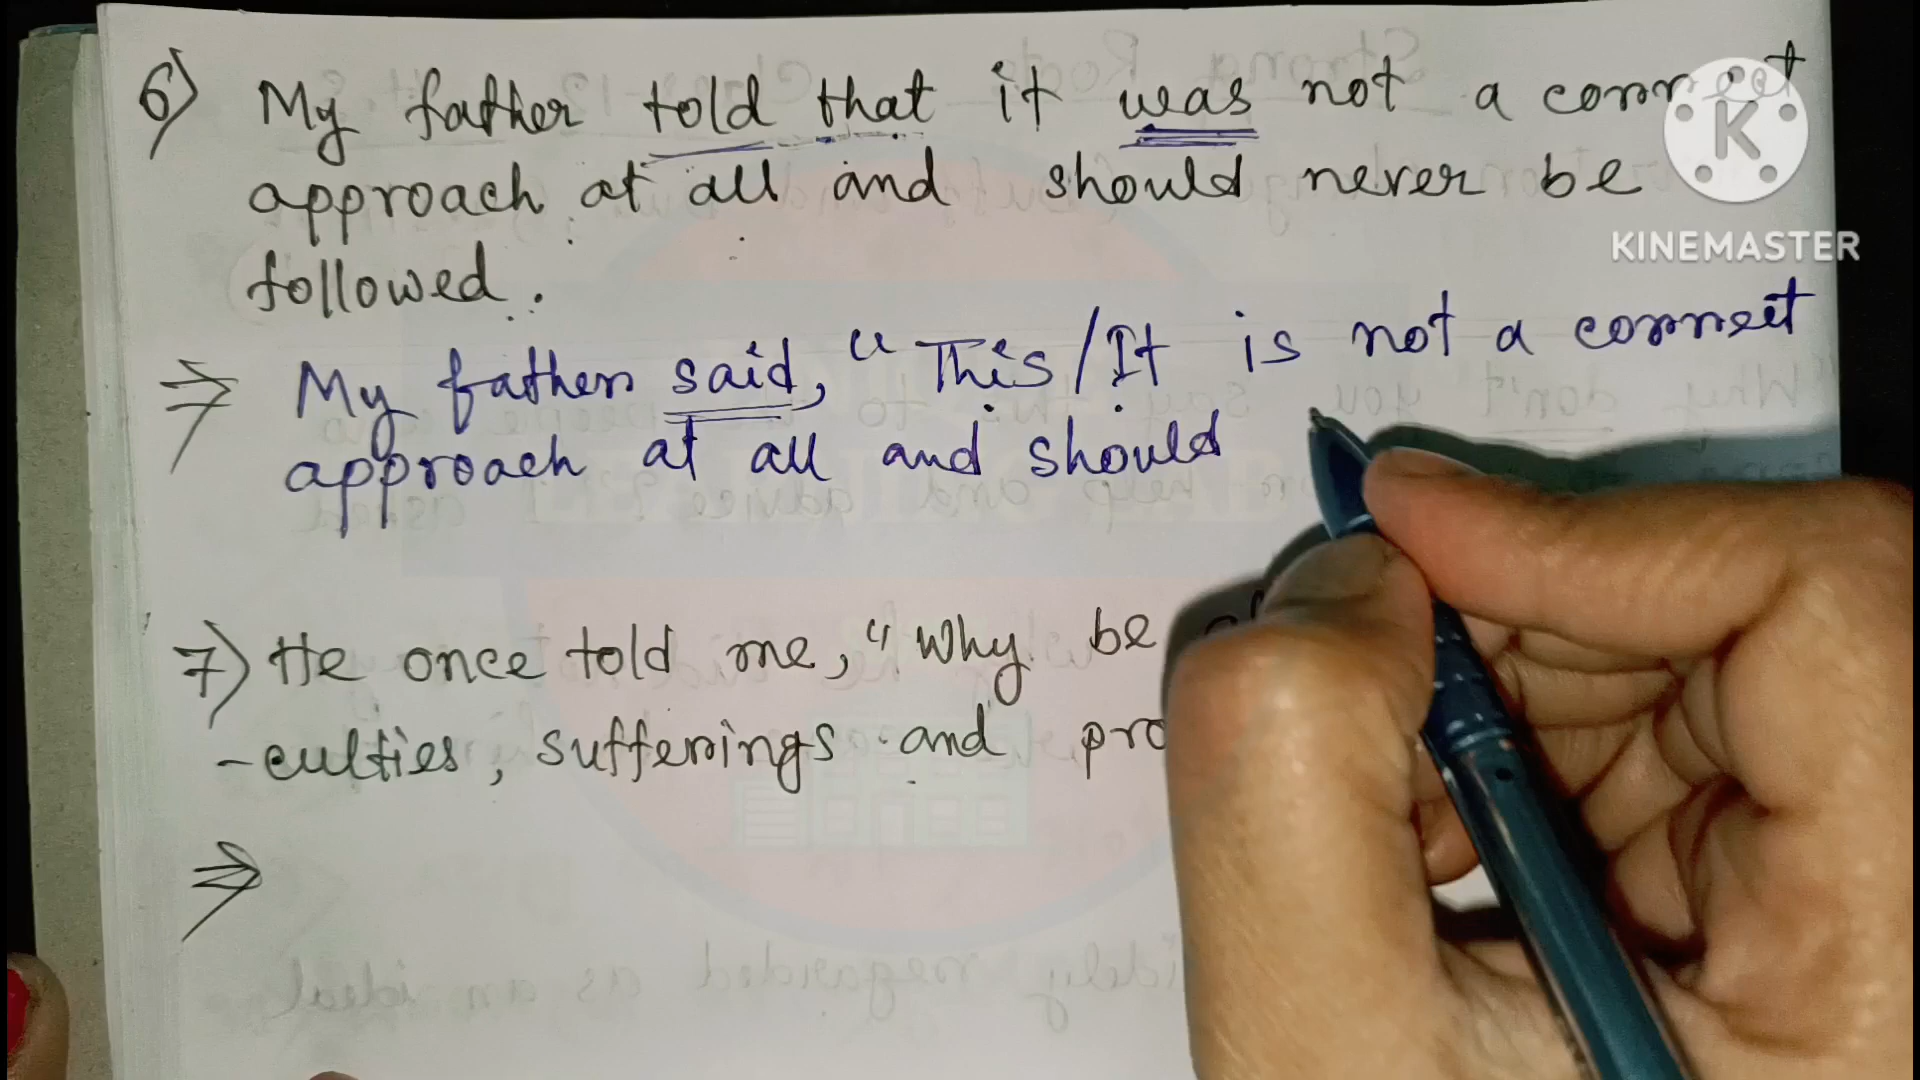 6) My father told that it was not a correct
approach at all and should never be
followed.
KINEMASTER
⇒ My father said, "This/It is not a correct
approach at all and should
7) He once told me, "Why be
-culties, sufferings and pro
⇒